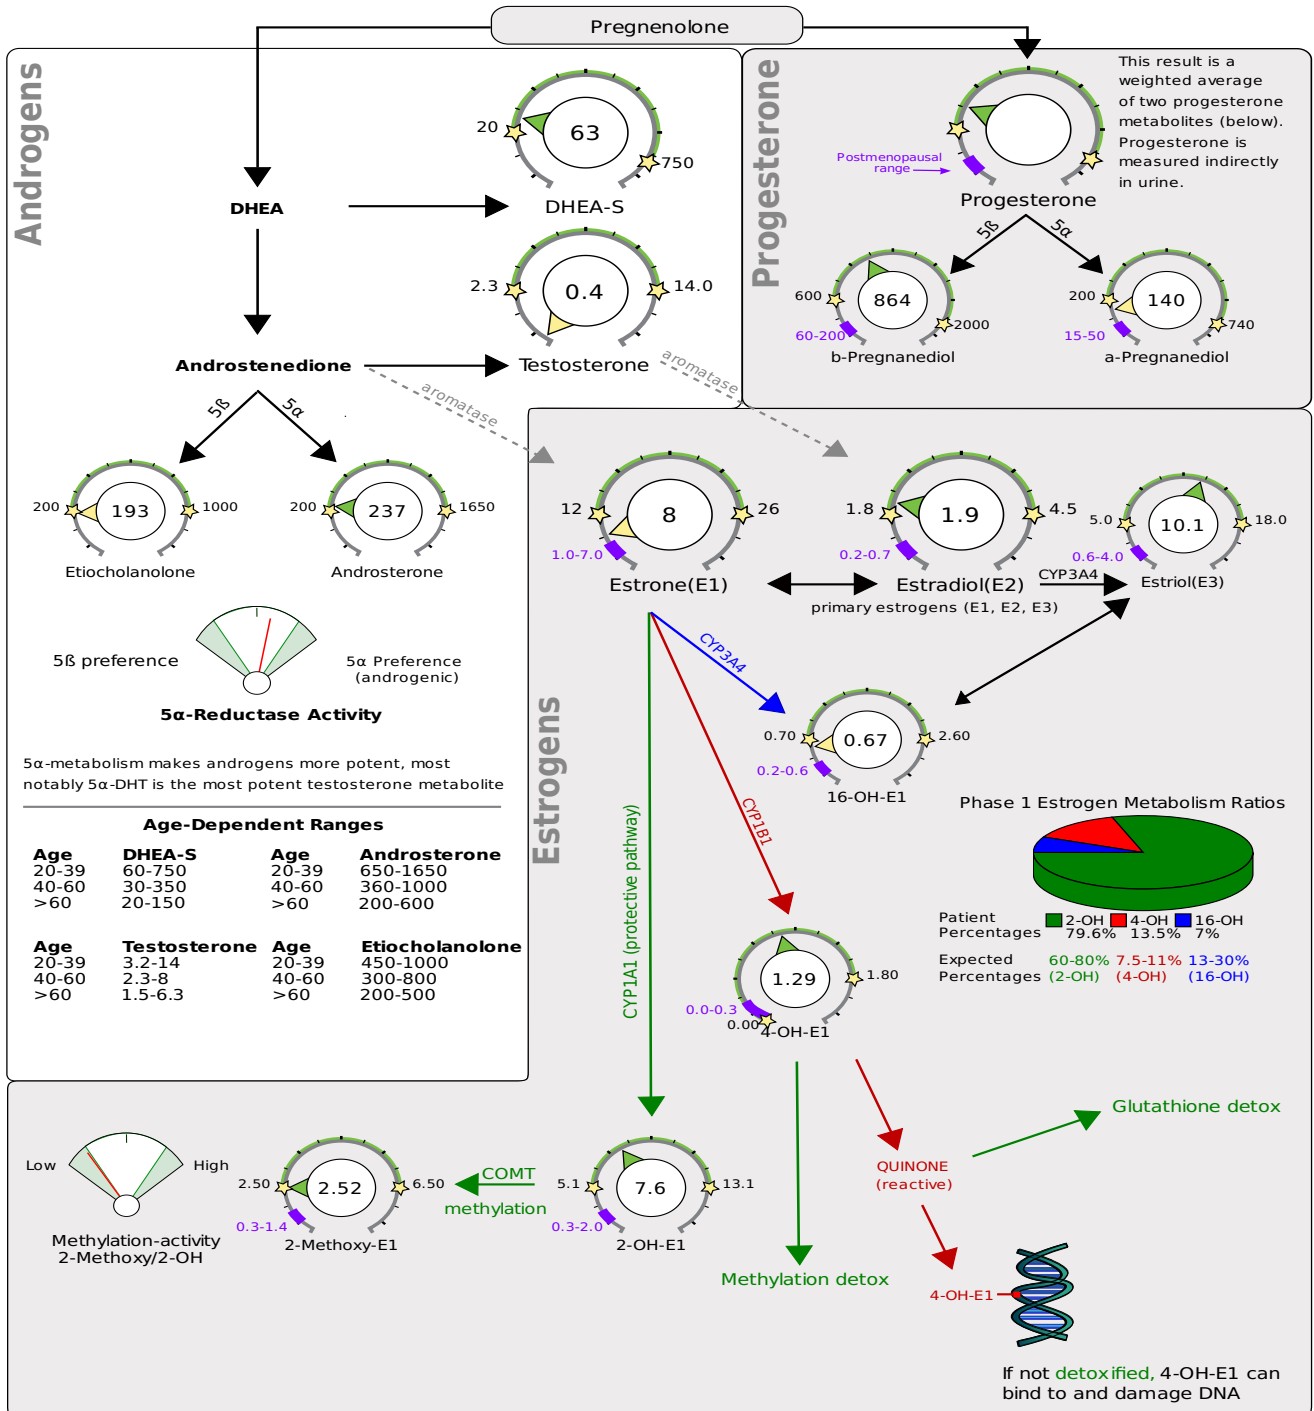 Pregnenolone
Androgens
20
63
750
DHEA
DHEA-S
2.3
0.4
14.0
Androstenedione
Testosterone
aromatase
aromatase
5ß
5α
200
193
1000
Etiocholanolone
200
237
1650
Androsterone
5ß preference
5α Preference
(androgenic)
5α-Reductase Activity
5α-metabolism makes androgens more potent, most
notably 5α-DHT is the most potent testosterone metabolite
Age-Dependent Ranges
Age DHEA-S Age Androsterone
20-39 60-750 20-39 650-1650
40-60 30-350 40-60 360-1000
>60 20-150 >60 200-600
Age Testosterone Age Etiocholanolone
20-39 3.2-14 20-39 450-1000
40-60 2.3-8 40-60 300-800
>60 1.5-6.3 >60 200-500
Progesterone
This result is a
weighted average
of two progesterone
metabolites (below).
Progesterone is
measured indirectly
in urine.
Postmenopausal
range
Progesterone
5ß
5α
600
864
2000
60-200
b-Pregnanediol
200
140
740
15-50
a-Pregnanediol
Estrogens
12
8
26
1.0-7.0
Estrone(E1)
1.8
1.9
4.5
0.2-0.7
Estradiol(E2)
CYP3A4
5.0
10.1
18.0
0.6-4.0
Estriol(E3)
primary estrogens (E1, E2, E3)
CYP3A4
0.70
0.67
2.60
0.2-0.6
16-OH-E1
CYP1B1
CYP1A1 (protective pathway)
Phase 1 Estrogen Metabolism Ratios
Patient 2-OH 4-OH 16-OH
Percentages 79.6% 13.5% 7%
Expected 60-80% 7.5-11% 13-30%
Percentages (2-OH) (4-OH) (16-OH)
1.29
1.80
0.0-0.3
0.00
4-OH-E1
Low
High
Methylation-activity
2-Methoxy/2-OH
2.50
2.52
6.50
0.3-1.4
2-Methoxy-E1
COMT
methylation
5.1
7.6
13.1
0.3-2.0
2-OH-E1
Methylation detox
QUINONE
(reactive)
Glutathione detox
4-OH-E1
If not detoxified, 4-OH-E1 can
bind to and damage DNA